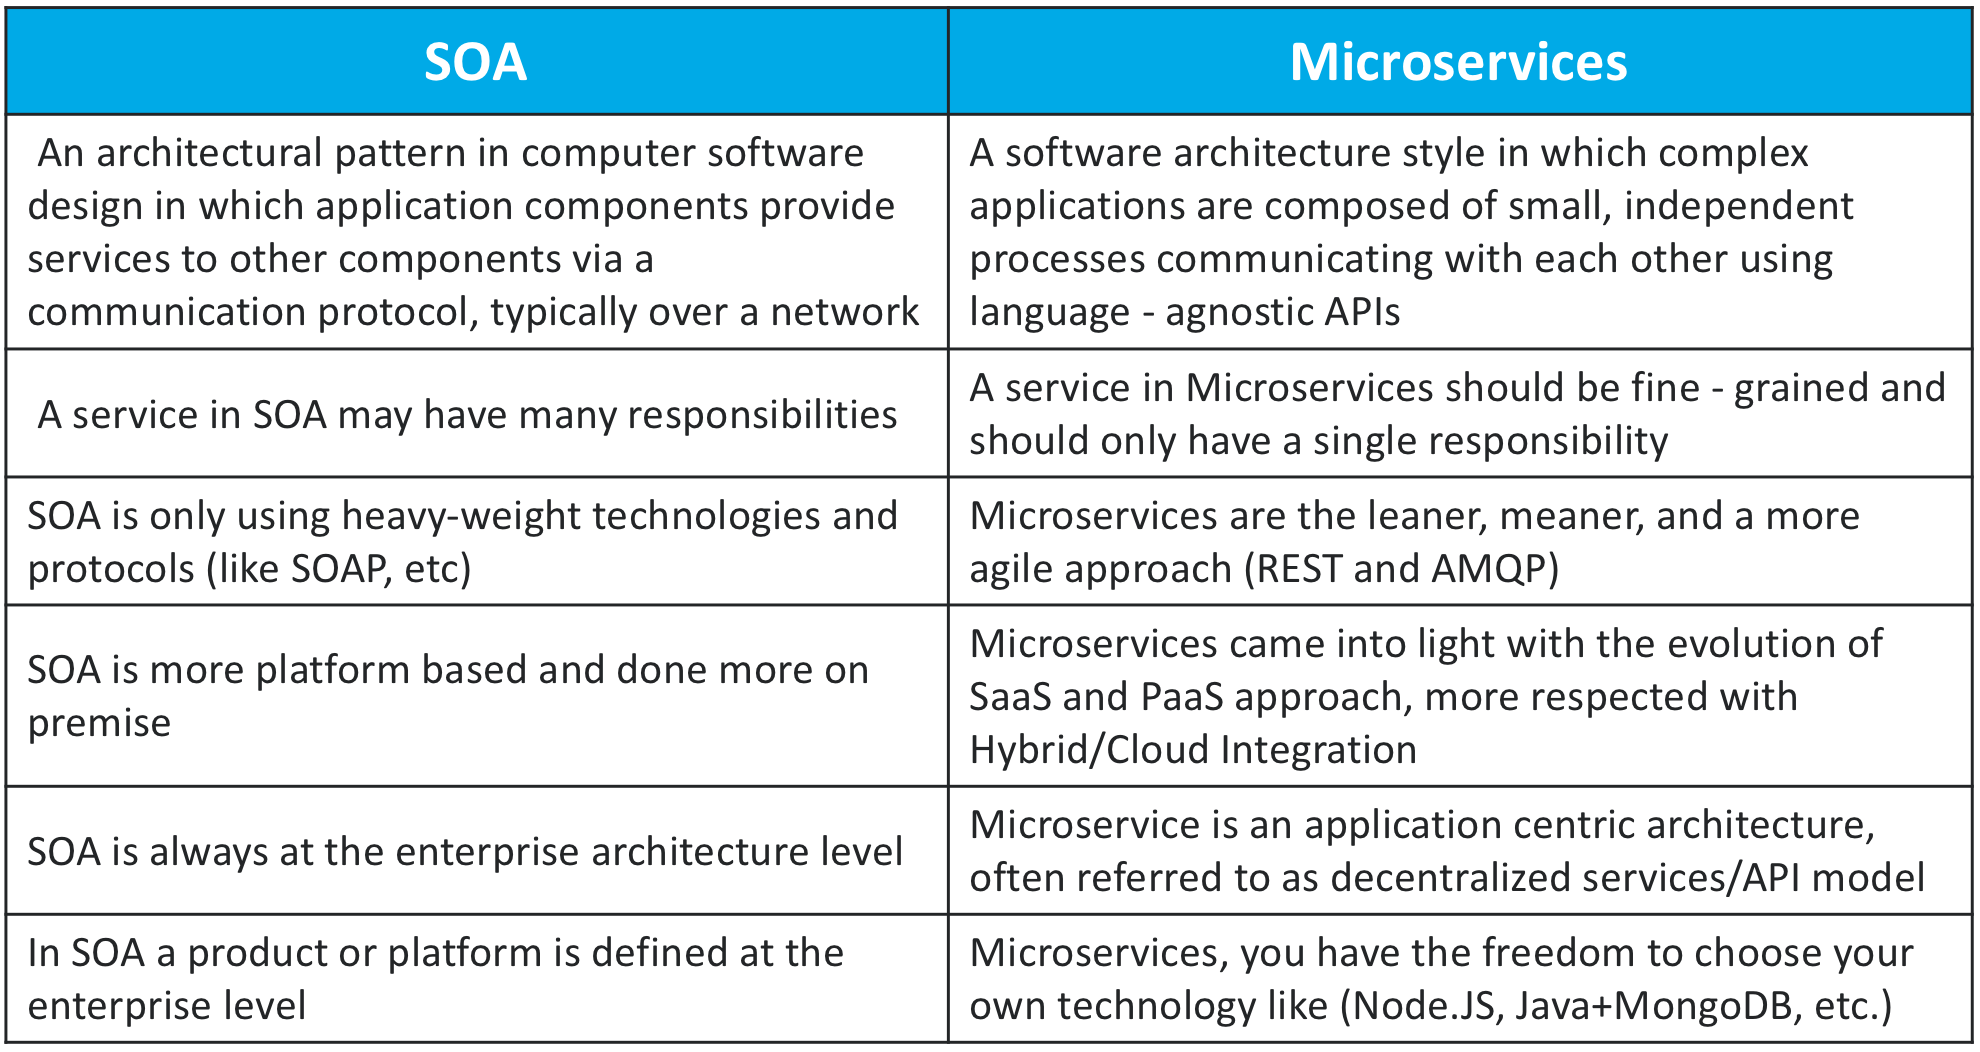 SOA
Microservices
An architectural pattern in computer software
design in which application components provide
services to other components via a
communication protocol, typically over a network
A software architecture style in which complex
applications are composed of small, independent
processes communicating with each other using
language - agnostic APIs
A service in SOA may have many responsibilities
A service in Microservices should be fine - grained and
should only have a single responsibility
SOA is only using heavy-weight technologies and
protocols (like SOAP, etc)
Microservices are the leaner, meaner, and a more
agile approach (REST and AMQP)
SOA is more platform based and done more on
premise
Microservices came into light with the evolution of
SaaS and PaaS approach, more respected with
Hybrid/Cloud Integration
SOA is always at the enterprise architecture level
Microservice is an application centric architecture,
often referred to as decentralized services/API model
In SOA a product or platform is defined at the
enterprise level
Microservices, you have the freedom to choose your
own technology like (Node.JS, Java+MongoDB, etc.)